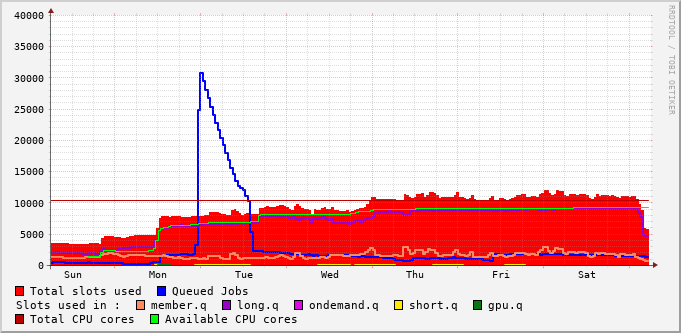 40000
35000
30000
25000
20000
15000
10000
5000
0
Sun Mon Tue Wed Thu Fri Sat
RRDTOOL / TOBI OETIKER
Total slots used Queued Jobs
Slots used in : member.q long.q ondemand.q short.q gpu.q
Total CPU cores Available CPU cores